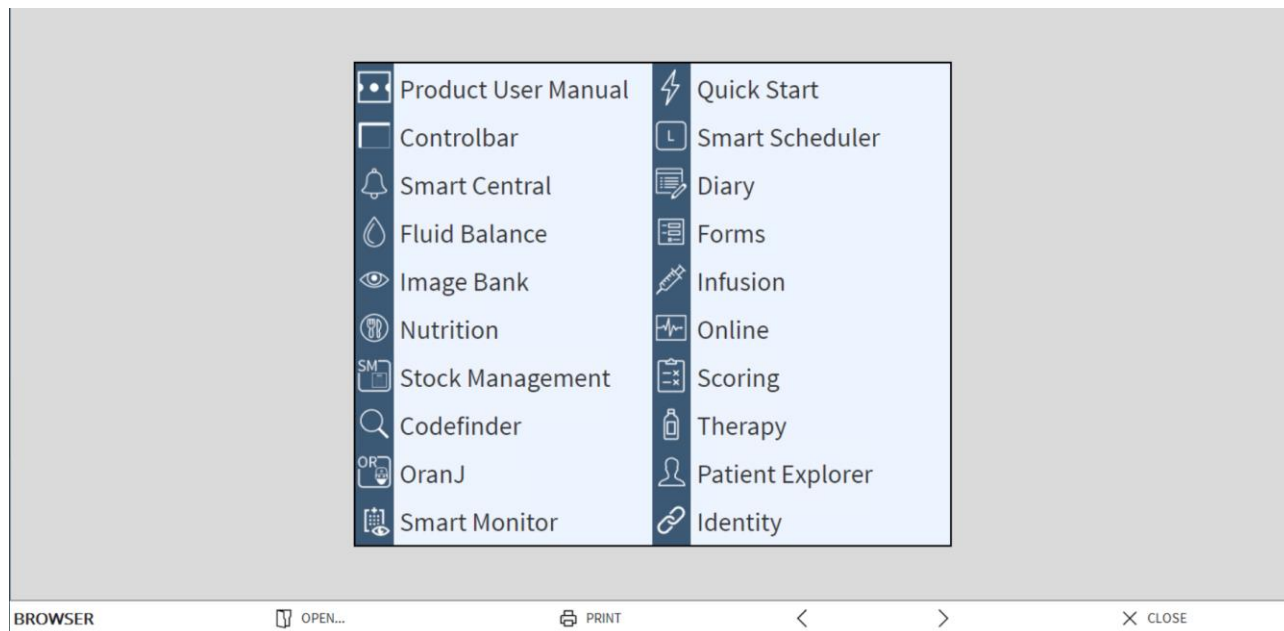 Product User Manual
Quick Start
Controlbar
L Smart Scheduler
Smart Central
Diary
Fluid Balance
Forms
Image Bank
Infusion
Nutrition
Online
SM Stock Management
Scoring
Codefinder
Therapy
OR OranJ
Patient Explorer
Smart Monitor
Identity
BROWSER OPEN... PRINT CLOSE